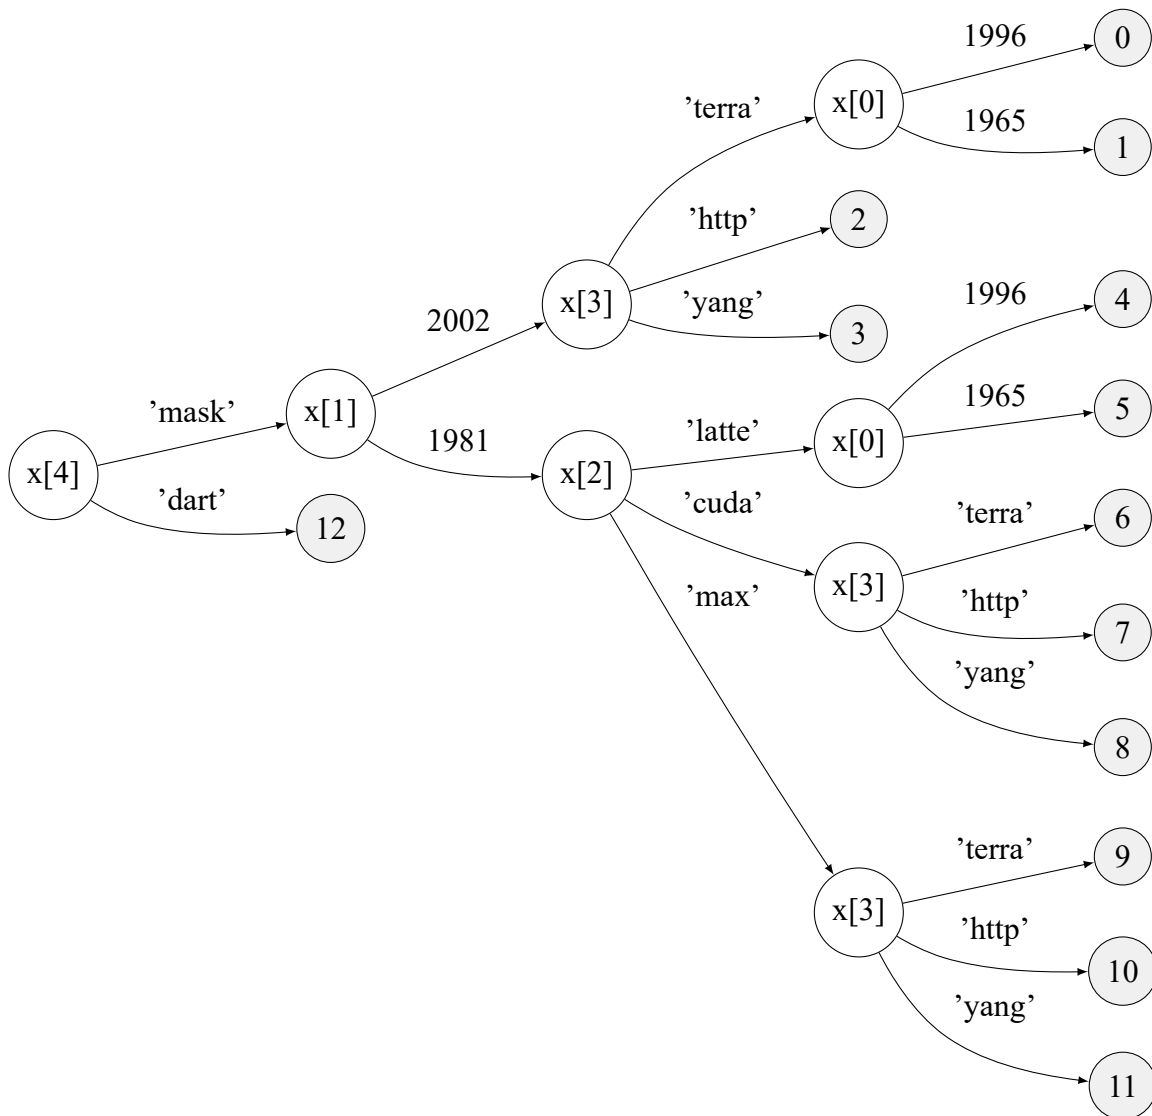 1996
0
x[0]
’terra’
1965
1
’http’
2
x[3]
’yang’
3
1996
4
2002
’mask’
x[1]
1965
5
1981
’latte’
x[0]
x[4]
x[2]
’dart’
12
’cuda’
’terra’
6
’max’
x[3]
’http’
7
’yang’
8
’terra’
9
x[3]
’http’
10
’yang’
11